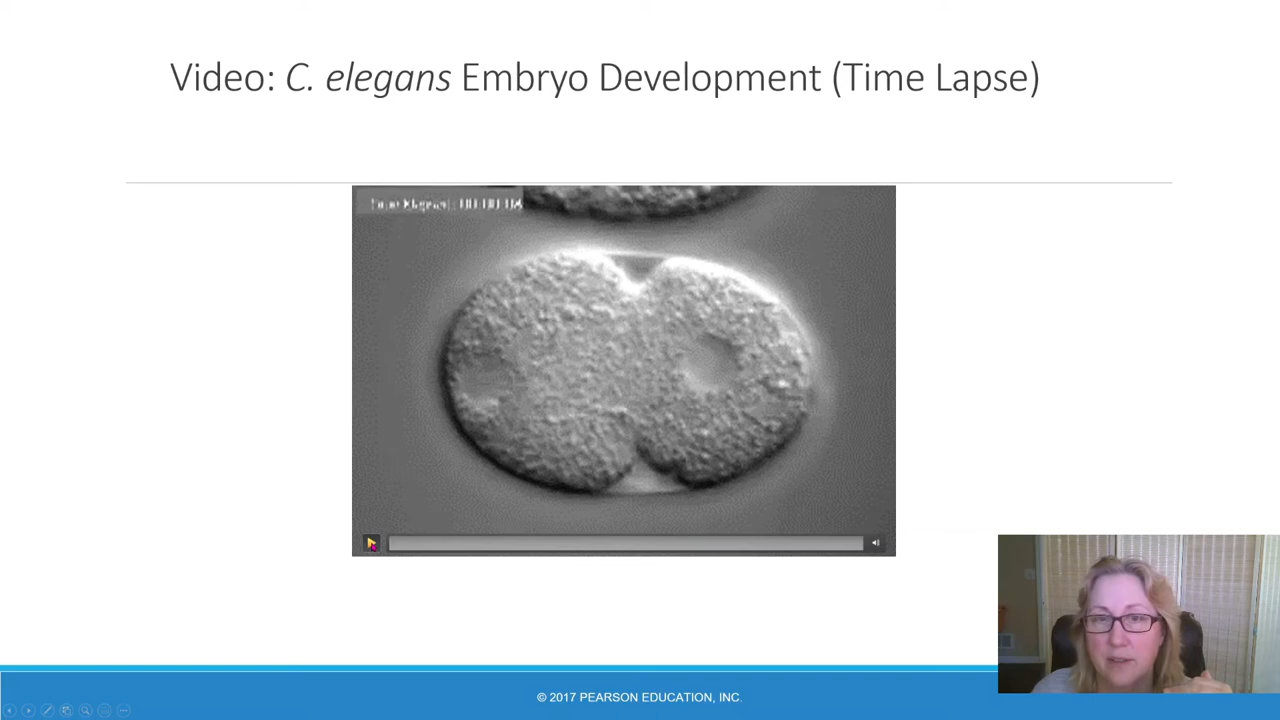 Video: C. elegans Embryo Development (Time Lapse)
© 2017 PEARSON EDUCATION, INC.